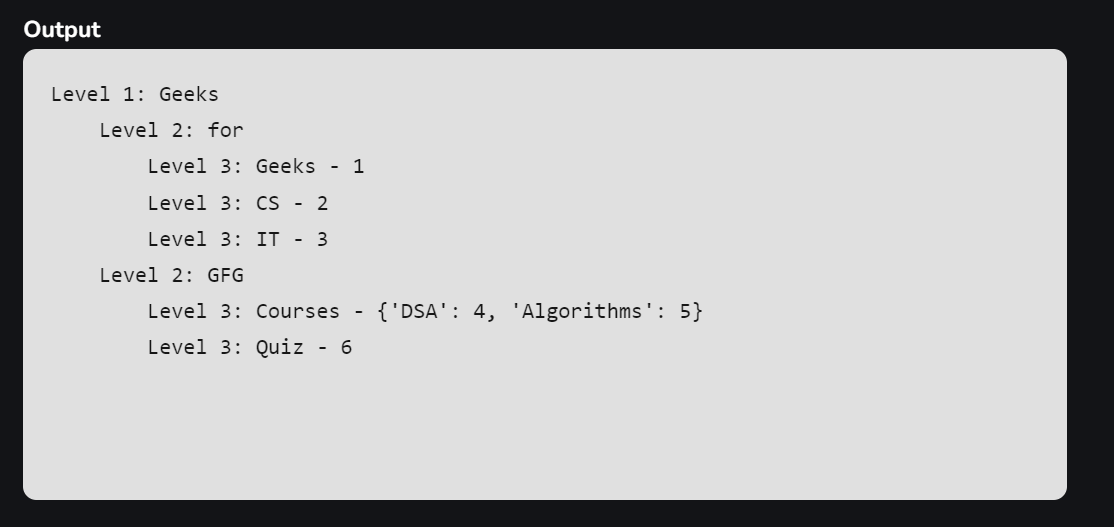 Output
Level 1: Geeks
    Level 2: for
        Level 3: Geeks - 1
        Level 3: CS - 2
        Level 3: IT - 3
    Level 2: GFG
        Level 3: Courses - {'DSA': 4, 'Algorithms': 5}
        Level 3: Quiz - 6